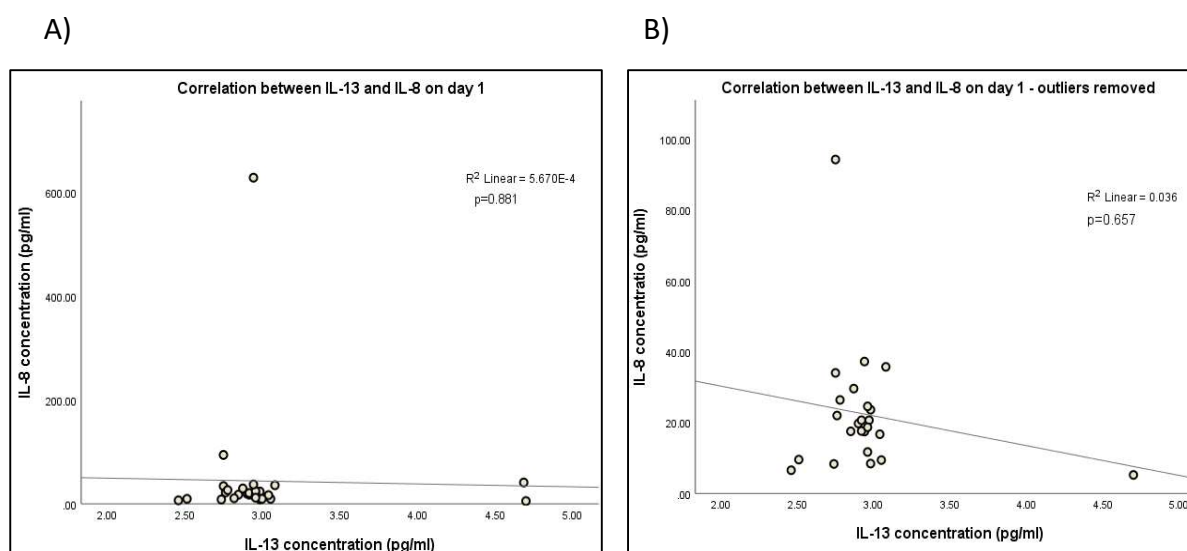 A)
Correlation between IL-13 and IL-8 on day 1
R² Linear = 5.670E-4
p=0.881
IL-8 concentration (pg/ml)
600.00
400.00
200.00
.00
2.00 2.50 3.00 3.50 4.00 4.50 5.00
IL-13 concentration (pg/ml)
B)
Correlation between IL-13 and IL-8 on day 1 - outliers removed
R² Linear = 0.036
p=0.657
IL-8 concentratio (pg/ml)
100.00
80.00
60.00
40.00
20.00
.00
2.00 2.50 3.00 3.50 4.00 4.50 5.00
IL-13 concentration (pg/ml)